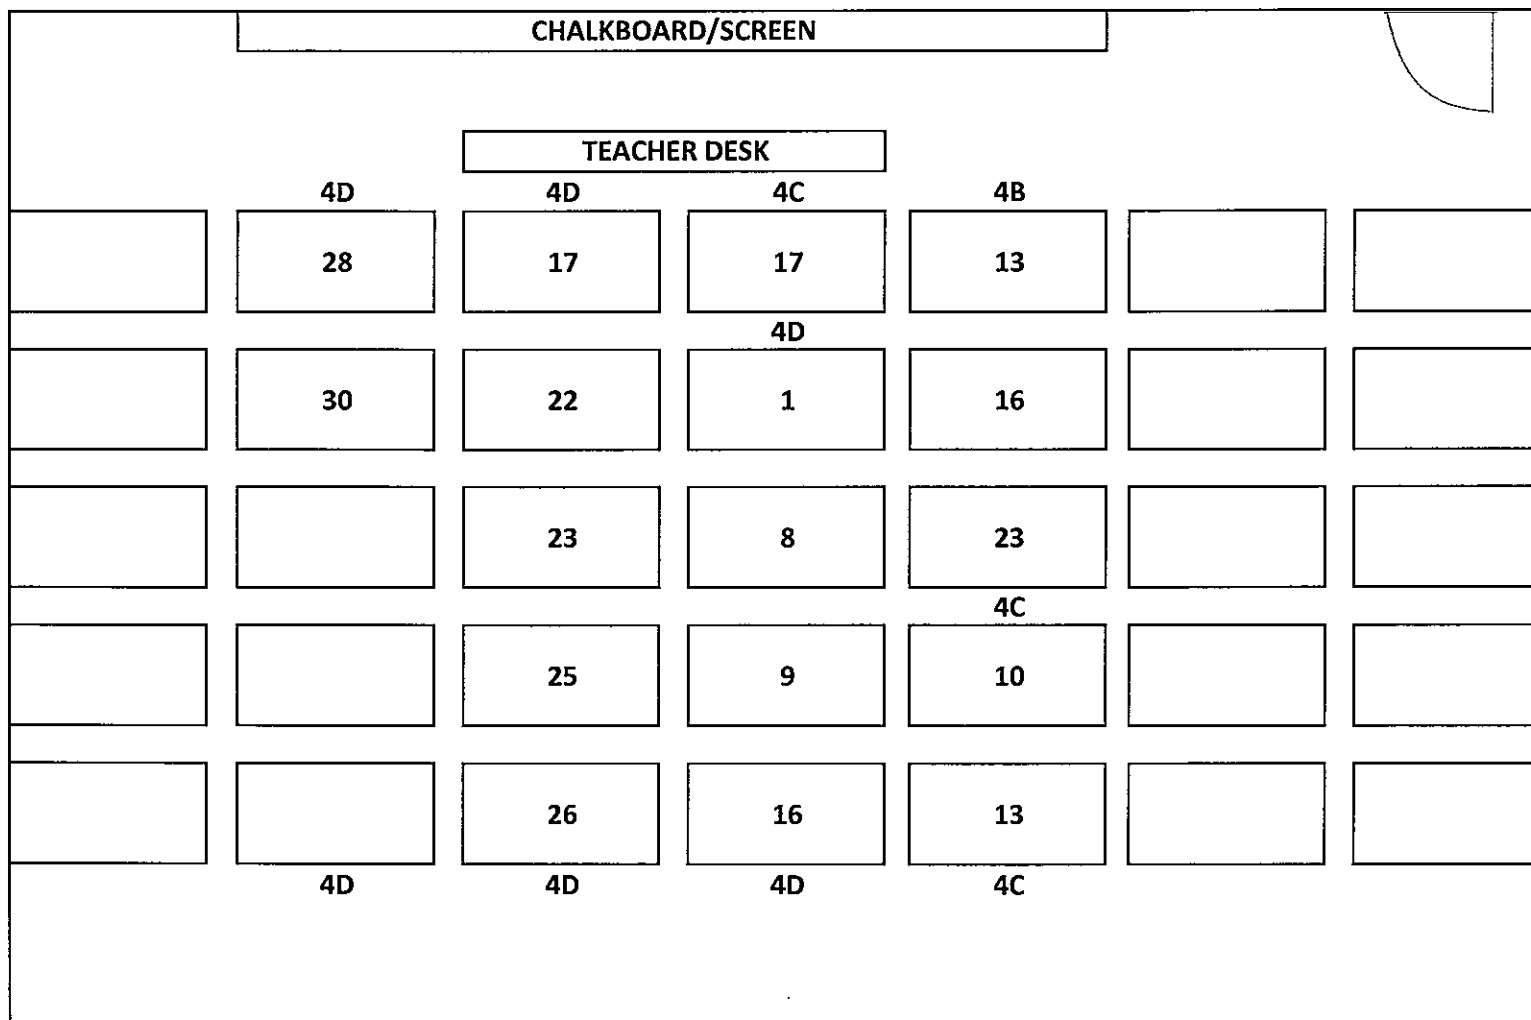 CHALKBOARD/SCREEN
TEACHER DESK
4D 4D 4C 4B
28 17 17 13
4D
30 22 1 16
23 8 23
4C
25 9 10
26 16 13
4D 4D 4D 4C